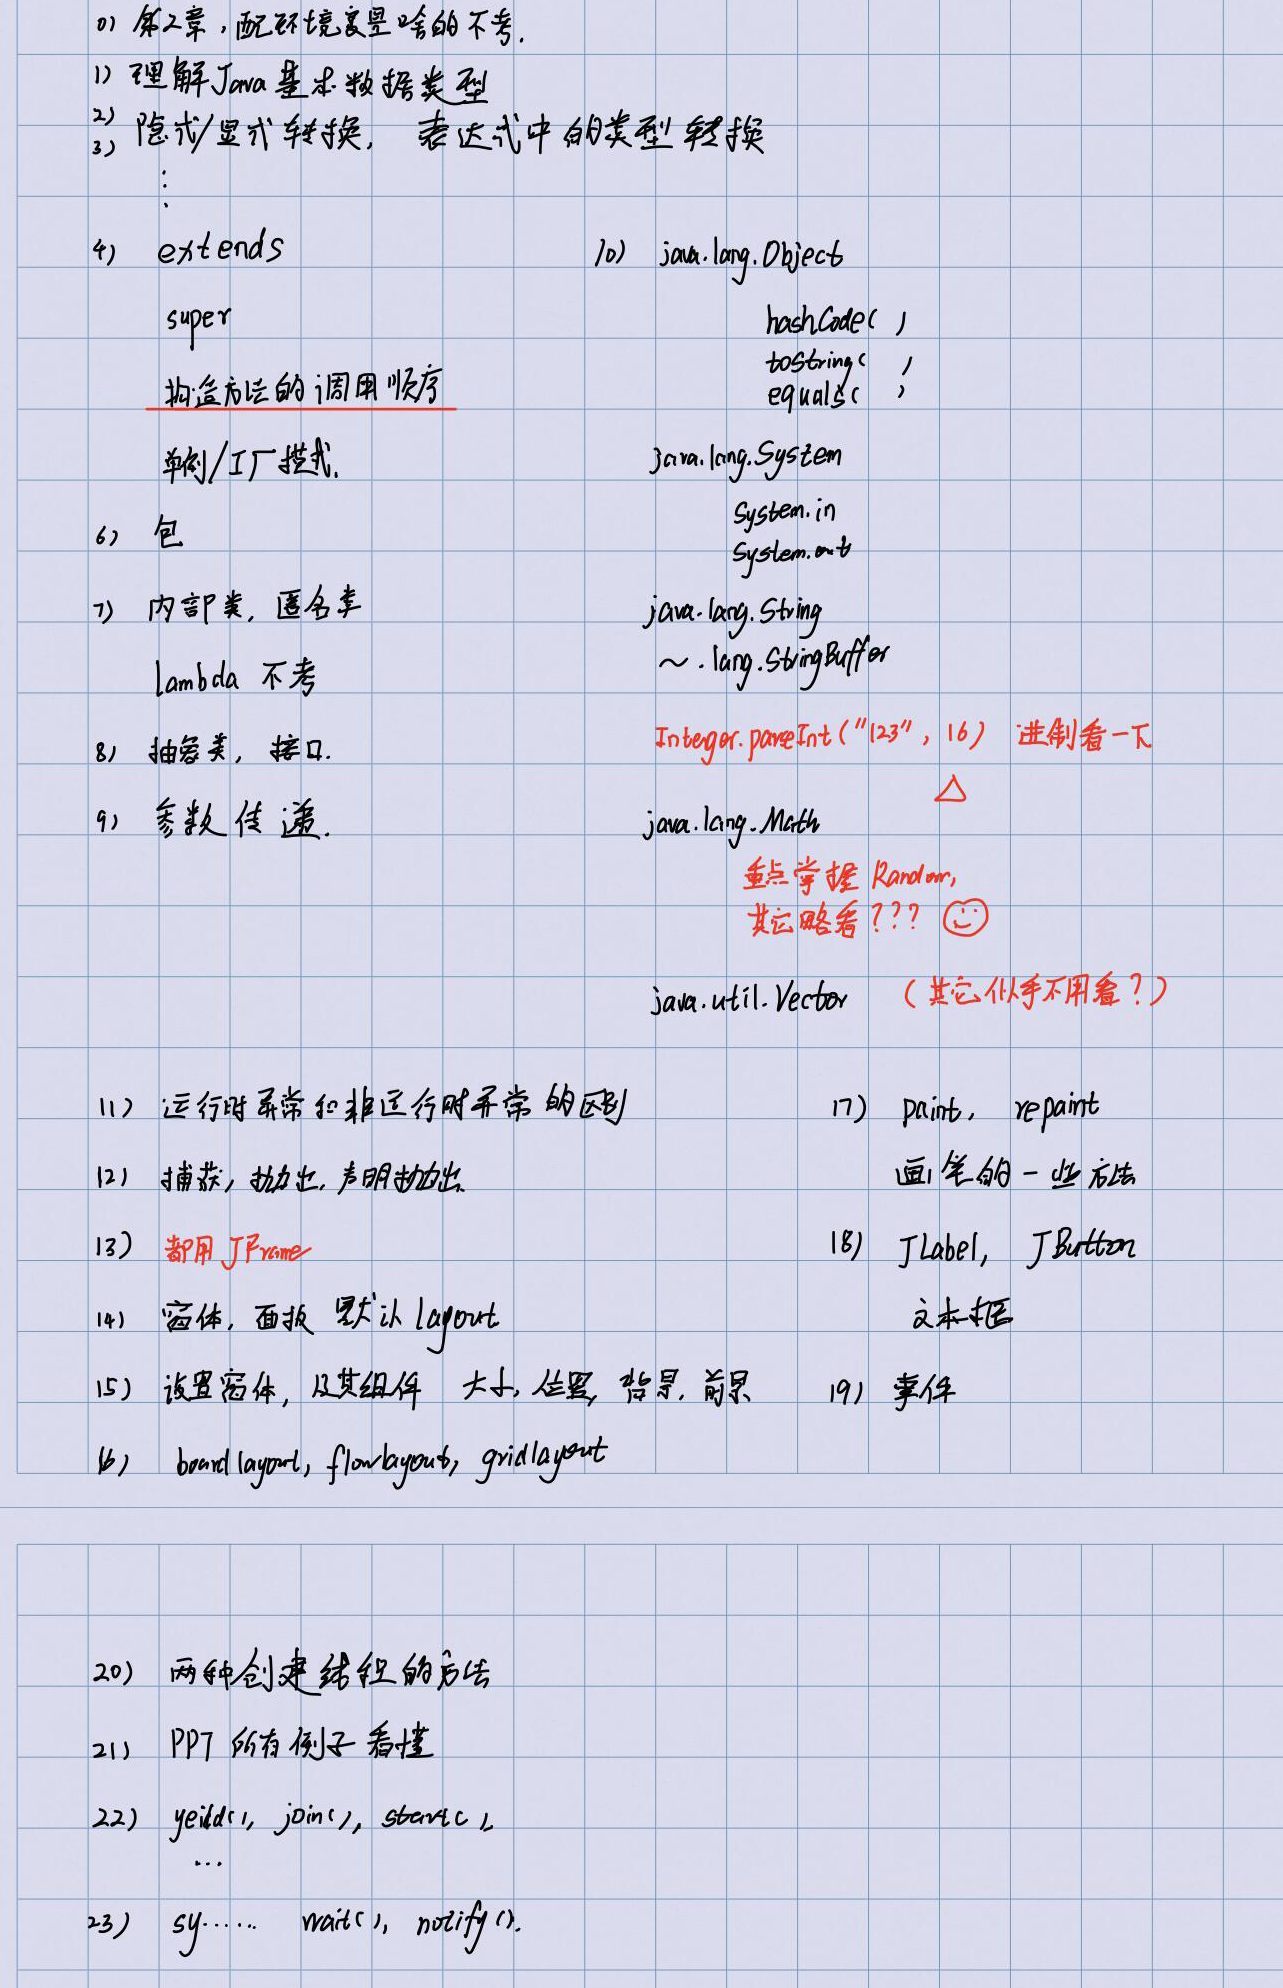 0) 第2章,配环境变量啥的不考.
1) 理解Java基本数据类型
2)
3) 隐式/显式转换, 表达式中的类型转换
⋮
4) extends
super
构造方法的调用顺序
单例/工厂模式.
6) 包
7) 内部类, 匿名类
lambda 不考
8) 抽象类, 接口.
9) 参数传递.
10) java.lang.Object
hashCode( )
toString( )
equals( )
java.lang.System
System.in
System.out
java.lang.String
~.lang.StringBuffer
Integer.parseInt("123", 16) 进制看一下
△
java.lang.Math
重点掌握 Random,
其它略看???
java.util.Vector (其它似乎不用看?)
11) 运行时异常和非运行时异常的区别
12) 捕获, 抛出, 声明抛出
13) 都用 JFrame
14) 窗体, 面板 默认 layout
15) 设置窗体, 及其组件 大小, 位置, 背景, 前景
16) boardlayout, flowlayout, gridlayout
17) paint, repaint
画笔的一些方法
18) JLabel, JButton
文本框
19) 事件
20) 两种创建线程的方法
21) PPT 所有例子看懂
22) yeild(), join(), start(),
...
23) sy...... wait(), notify().